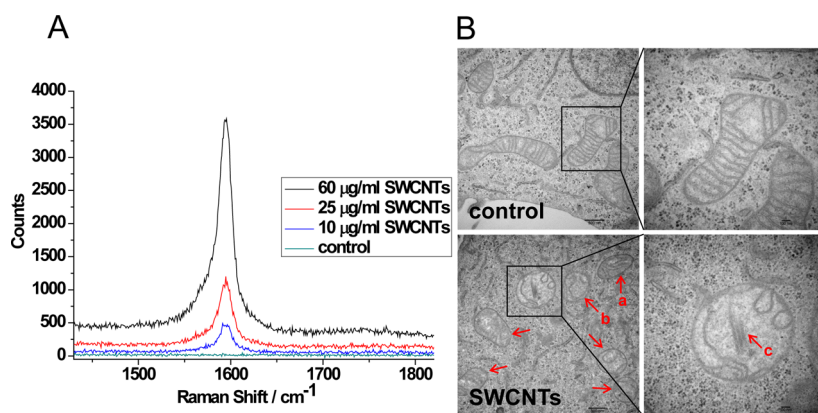 A
B
4000
3500
3000
2500
2000
1500
1000
500
0
Counts
60 µg/ml SWCNTs
25 µg/ml SWCNTs
10 µg/ml SWCNTs
control
1500
1600
1700
1800
Raman Shift / cm-1
control
a
b
SWCNTs
c